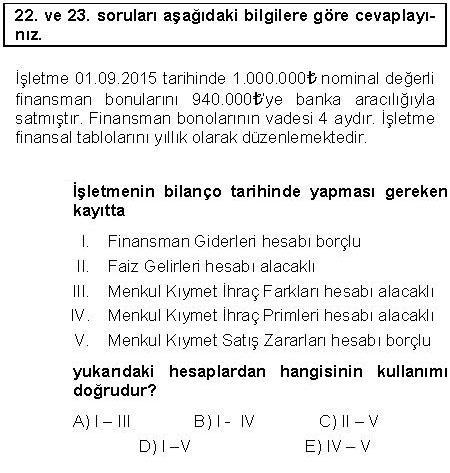 22. ve 23. soruları aşağıdaki bilgilere göre cevaplayı-
nız.
İşletme 01.09.2015 tarihinde 1.000.000₺ nominal değerli
finansman bonularını 940.000₺'ye banka aracılığıyla
satmıştır. Finansman bonolarının vadesi 4 aydır. İşletme
finansal tablolarını yıllık olarak düzenlemektedir.
İşletmenin bilanço tarihinde yapması gereken
kayıtta
I. Finansman Giderleri hesabı borçlu
II. Faiz Gelirleri hesabı alacaklı
III. Menkul Kıymet İhraç Farkları hesabı alacaklı
IV. Menkul Kıymet İhraç Primleri hesabı alacaklı
V. Menkul Kıymet Satış Zararları hesabı borçlu
yukarıdaki hesaplardan hangisinin kullanımı
doğrudur?
A) I – III B) I - IV C) II – V
D) I –V E) IV – V